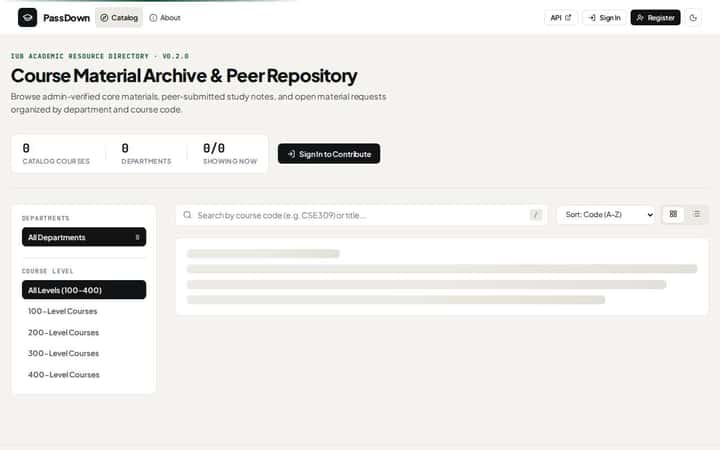 PassDown
Catalog
About
API
Sign In
Register
IUB ACADEMIC RESOURCE DIRECTORY · V0.2.0
Course Material Archive & Peer Repository
Browse admin-verified core materials, peer-submitted study notes, and open material requests
organized by department and course code.
0
CATALOG COURSES
0
DEPARTMENTS
0/0
SHOWING NOW
Sign In to Contribute
DEPARTMENTS
All Departments
0
COURSE LEVEL
All Levels (100-400)
100-Level Courses
200-Level Courses
300-Level Courses
400-Level Courses
Search by course code (e.g. CSE309) or title...
/
Sort: Code (A-Z)